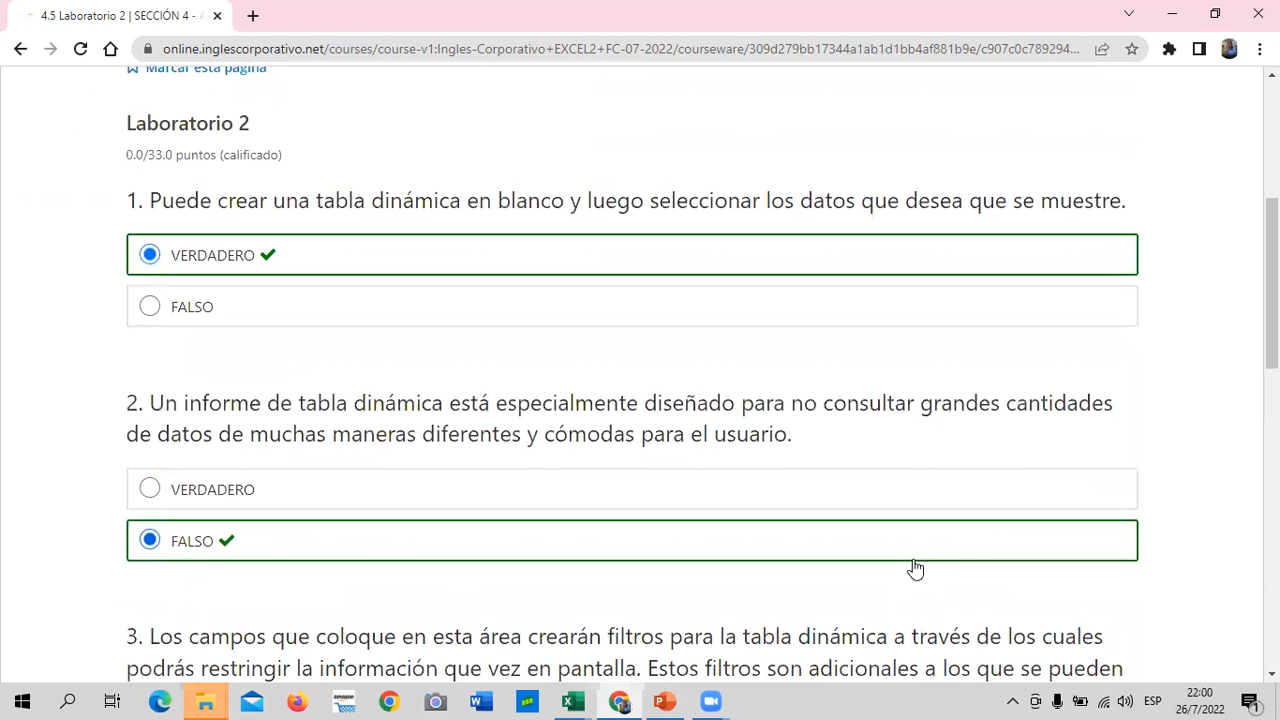 4.5 Laboratorio 2 | SECCIÓN 4 -
online.inglescorporativo.net/courses/course-v1:Ingles-Corporativo+EXCEL2+FC-07-2022/courseware/309d279bb17344a1ab1d1bb4af881b9e/c907c0c789294...
Marcar esta página
Laboratorio 2
0.0/33.0 puntos (calificado)
1. Puede crear una tabla dinámica en blanco y luego seleccionar los datos que desea que se muestre.
VERDADERO
FALSO
2. Un informe de tabla dinámica está especialmente diseñado para no consultar grandes cantidades
de datos de muchas maneras diferentes y cómodas para el usuario.
VERDADERO
FALSO
3. Los campos que coloque en esta área crearán filtros para la tabla dinámica a través de los cuales
podrás restringir la información que vez en pantalla. Estos filtros son adicionales a los que se pueden
ESP
22:00
26/7/2022